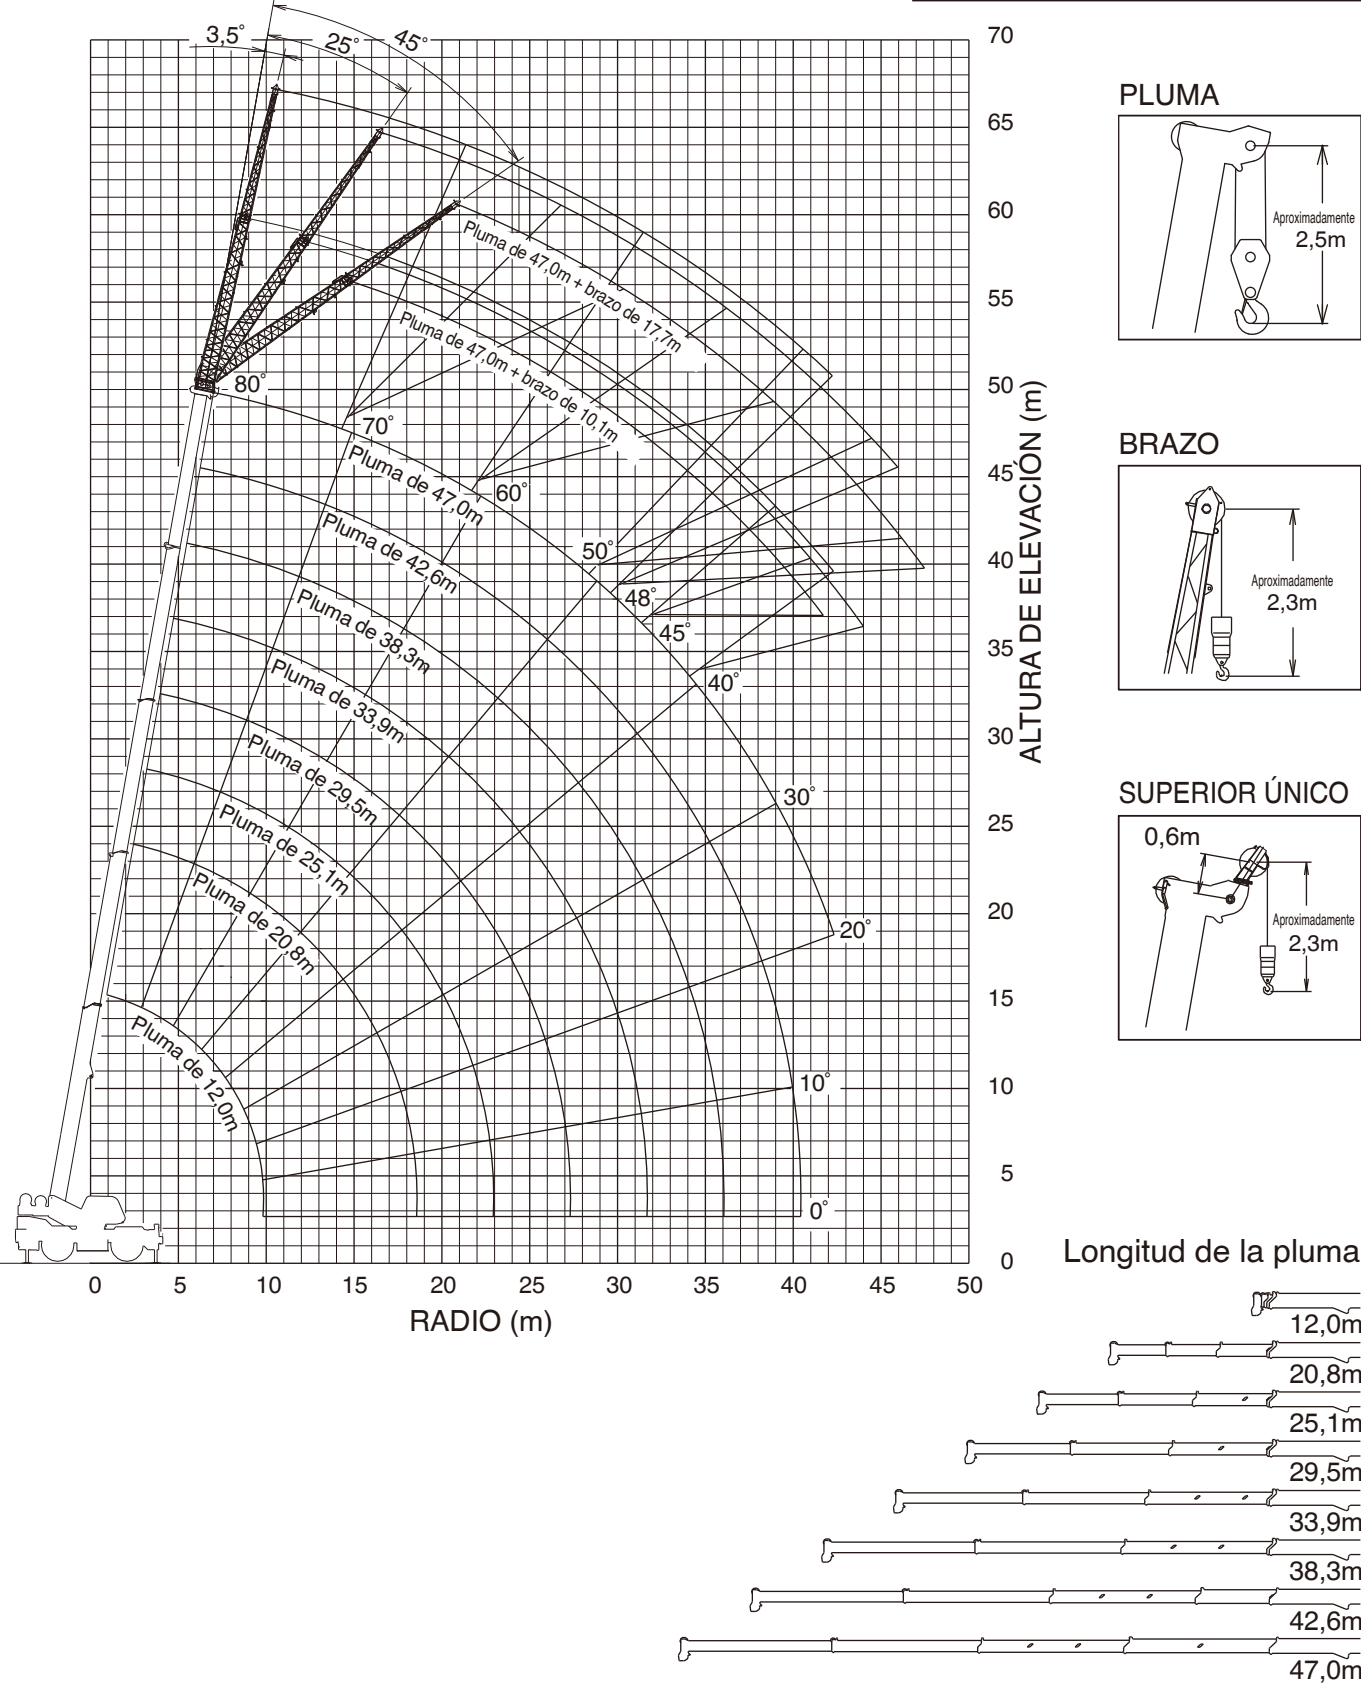 3,5°
25°
45°
70
65
60
55
50
45
40
35
30
25
20
15
10
5
0
ALTURA DE ELEVACIÓN (m)
Pluma de 47,0m + brazo de 17,7m
Pluma de 47,0m + brazo de 10,1m
80°
70°
60°
50°
48°
45°
40°
30°
20°
10°
0°
Pluma de 47,0m
Pluma de 42,6m
Pluma de 38,3m
Pluma de 33,9m
Pluma de 29,5m
Pluma de 25,1m
Pluma de 20,8m
Pluma de 12,0m
0 5 10 15 20 25 30 35 40 45 50
RADIO (m)
PLUMA
Aproximadamente
2,5m
BRAZO
Aproximadamente
2,3m
SUPERIOR ÚNICO
0,6m
Aproximadamente
2,3m
Longitud de la pluma
12,0m
20,8m
25,1m
29,5m
33,9m
38,3m
42,6m
47,0m